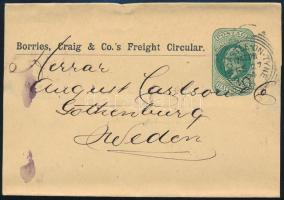 Borries, Craig & Co.'s Freight Circular.
Herrar
August Carlson & Co
Gothenburg
Sweden